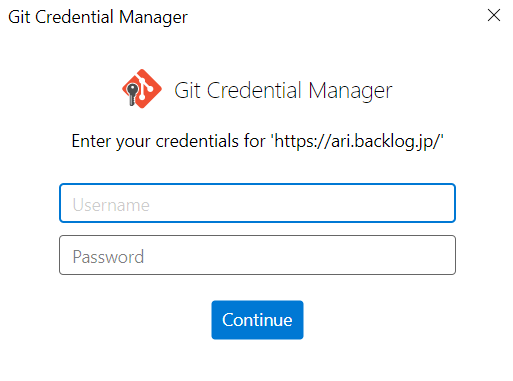 Git Credential Manager
Git Credential Manager
Enter your credentials for 'https://ari.backlog.jp/'
Username
Password
Continue